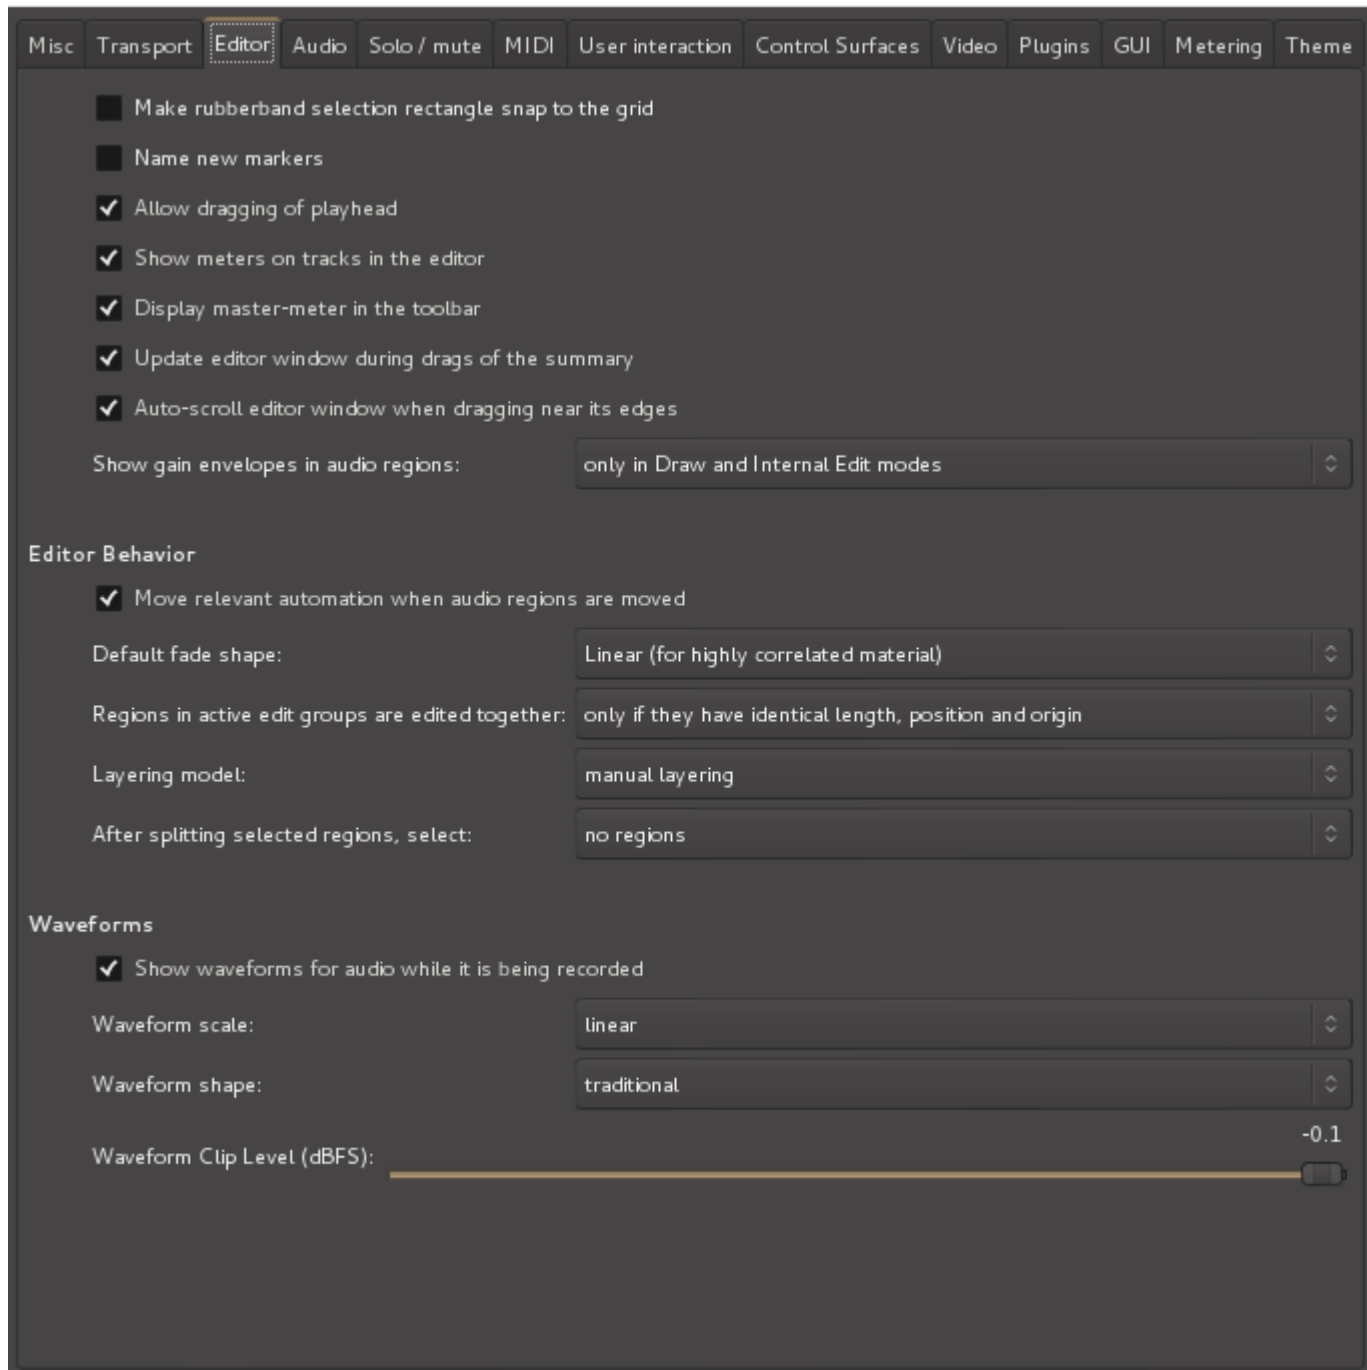 Misc Transport Editor Audio Solo / mute MIDI User interaction Control Surfaces Video Plugins GUI Metering Theme
Make rubberband selection rectangle snap to the grid
Name new markers
Allow dragging of playhead
Show meters on tracks in the editor
Display master-meter in the toolbar
Update editor window during drags of the summary
Auto-scroll editor window when dragging near its edges
Show gain envelopes in audio regions: only in Draw and Internal Edit modes
Editor Behavior
Move relevant automation when audio regions are moved
Default fade shape: Linear (for highly correlated material)
Regions in active edit groups are edited together: only if they have identical length, position and origin
Layering model: manual layering
After splitting selected regions, select: no regions
Waveforms
Show waveforms for audio while it is being recorded
Waveform scale: linear
Waveform shape: traditional
-0.1
Waveform Clip Level (dBFS):